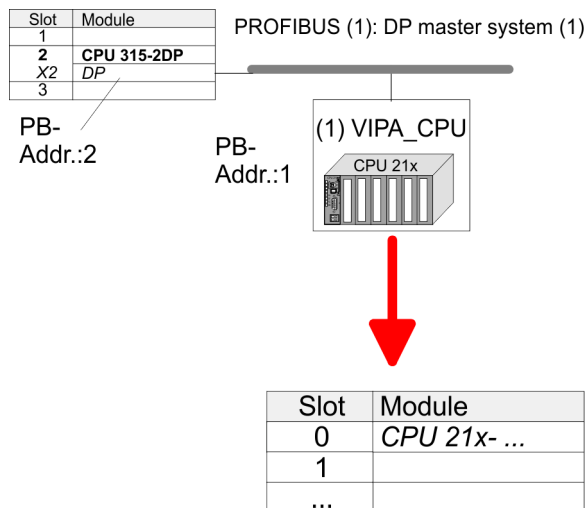 Slot Module
1
2 CPU 315-2DP
X2 DP
3
PROFIBUS (1): DP master system (1)
PB-
Addr.:2
PB-
Addr.:1
(1) VIPA_CPU
CPU 21x
Slot Module
0 CPU 21x- ...
1
...